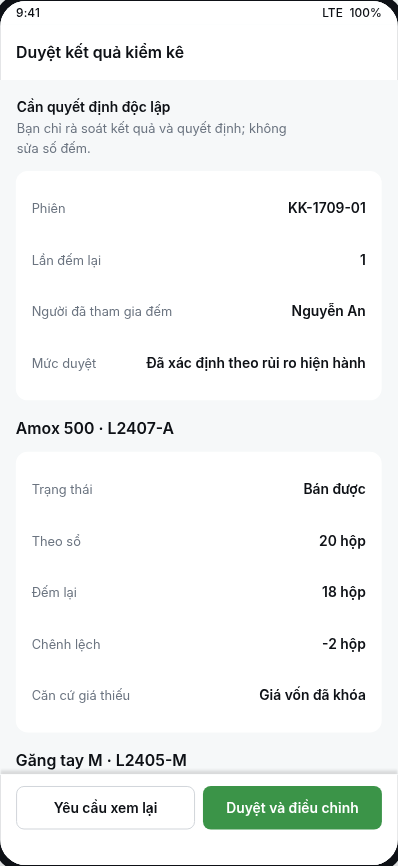 9:41
LTE 100%
Duyệt kết quả kiểm kê
Cần quyết định độc lập
Bạn chỉ rà soát kết quả và quyết định; không
sửa số đếm.
Phiên
KK-1709-01
Lần đếm lại
1
Người đã tham gia đếm
Nguyễn An
Mức duyệt
Đã xác định theo rủi ro hiện hành
Amox 500 · L2407-A
Trạng thái
Bán được
Theo sổ
20 hộp
Đếm lại
18 hộp
Chênh lệch
-2 hộp
Căn cứ giá thiếu
Giá vốn đã khóa
Găng tay M · L2405-M
Yêu cầu xem lại
Duyệt và điều chỉnh